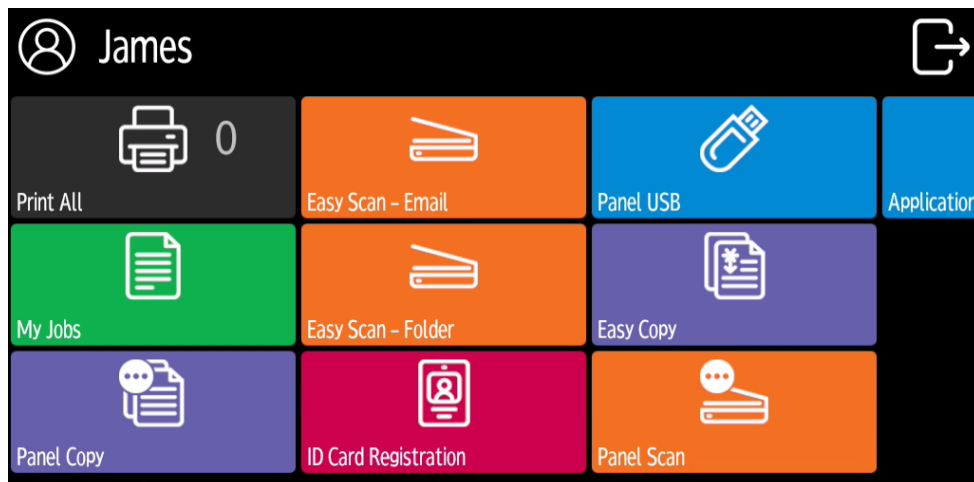 James
0
Print All
Easy Scan – Email
Panel USB
Application
My Jobs
Easy Scan – Folder
Easy Copy
Panel Copy
ID Card Registration
Panel Scan